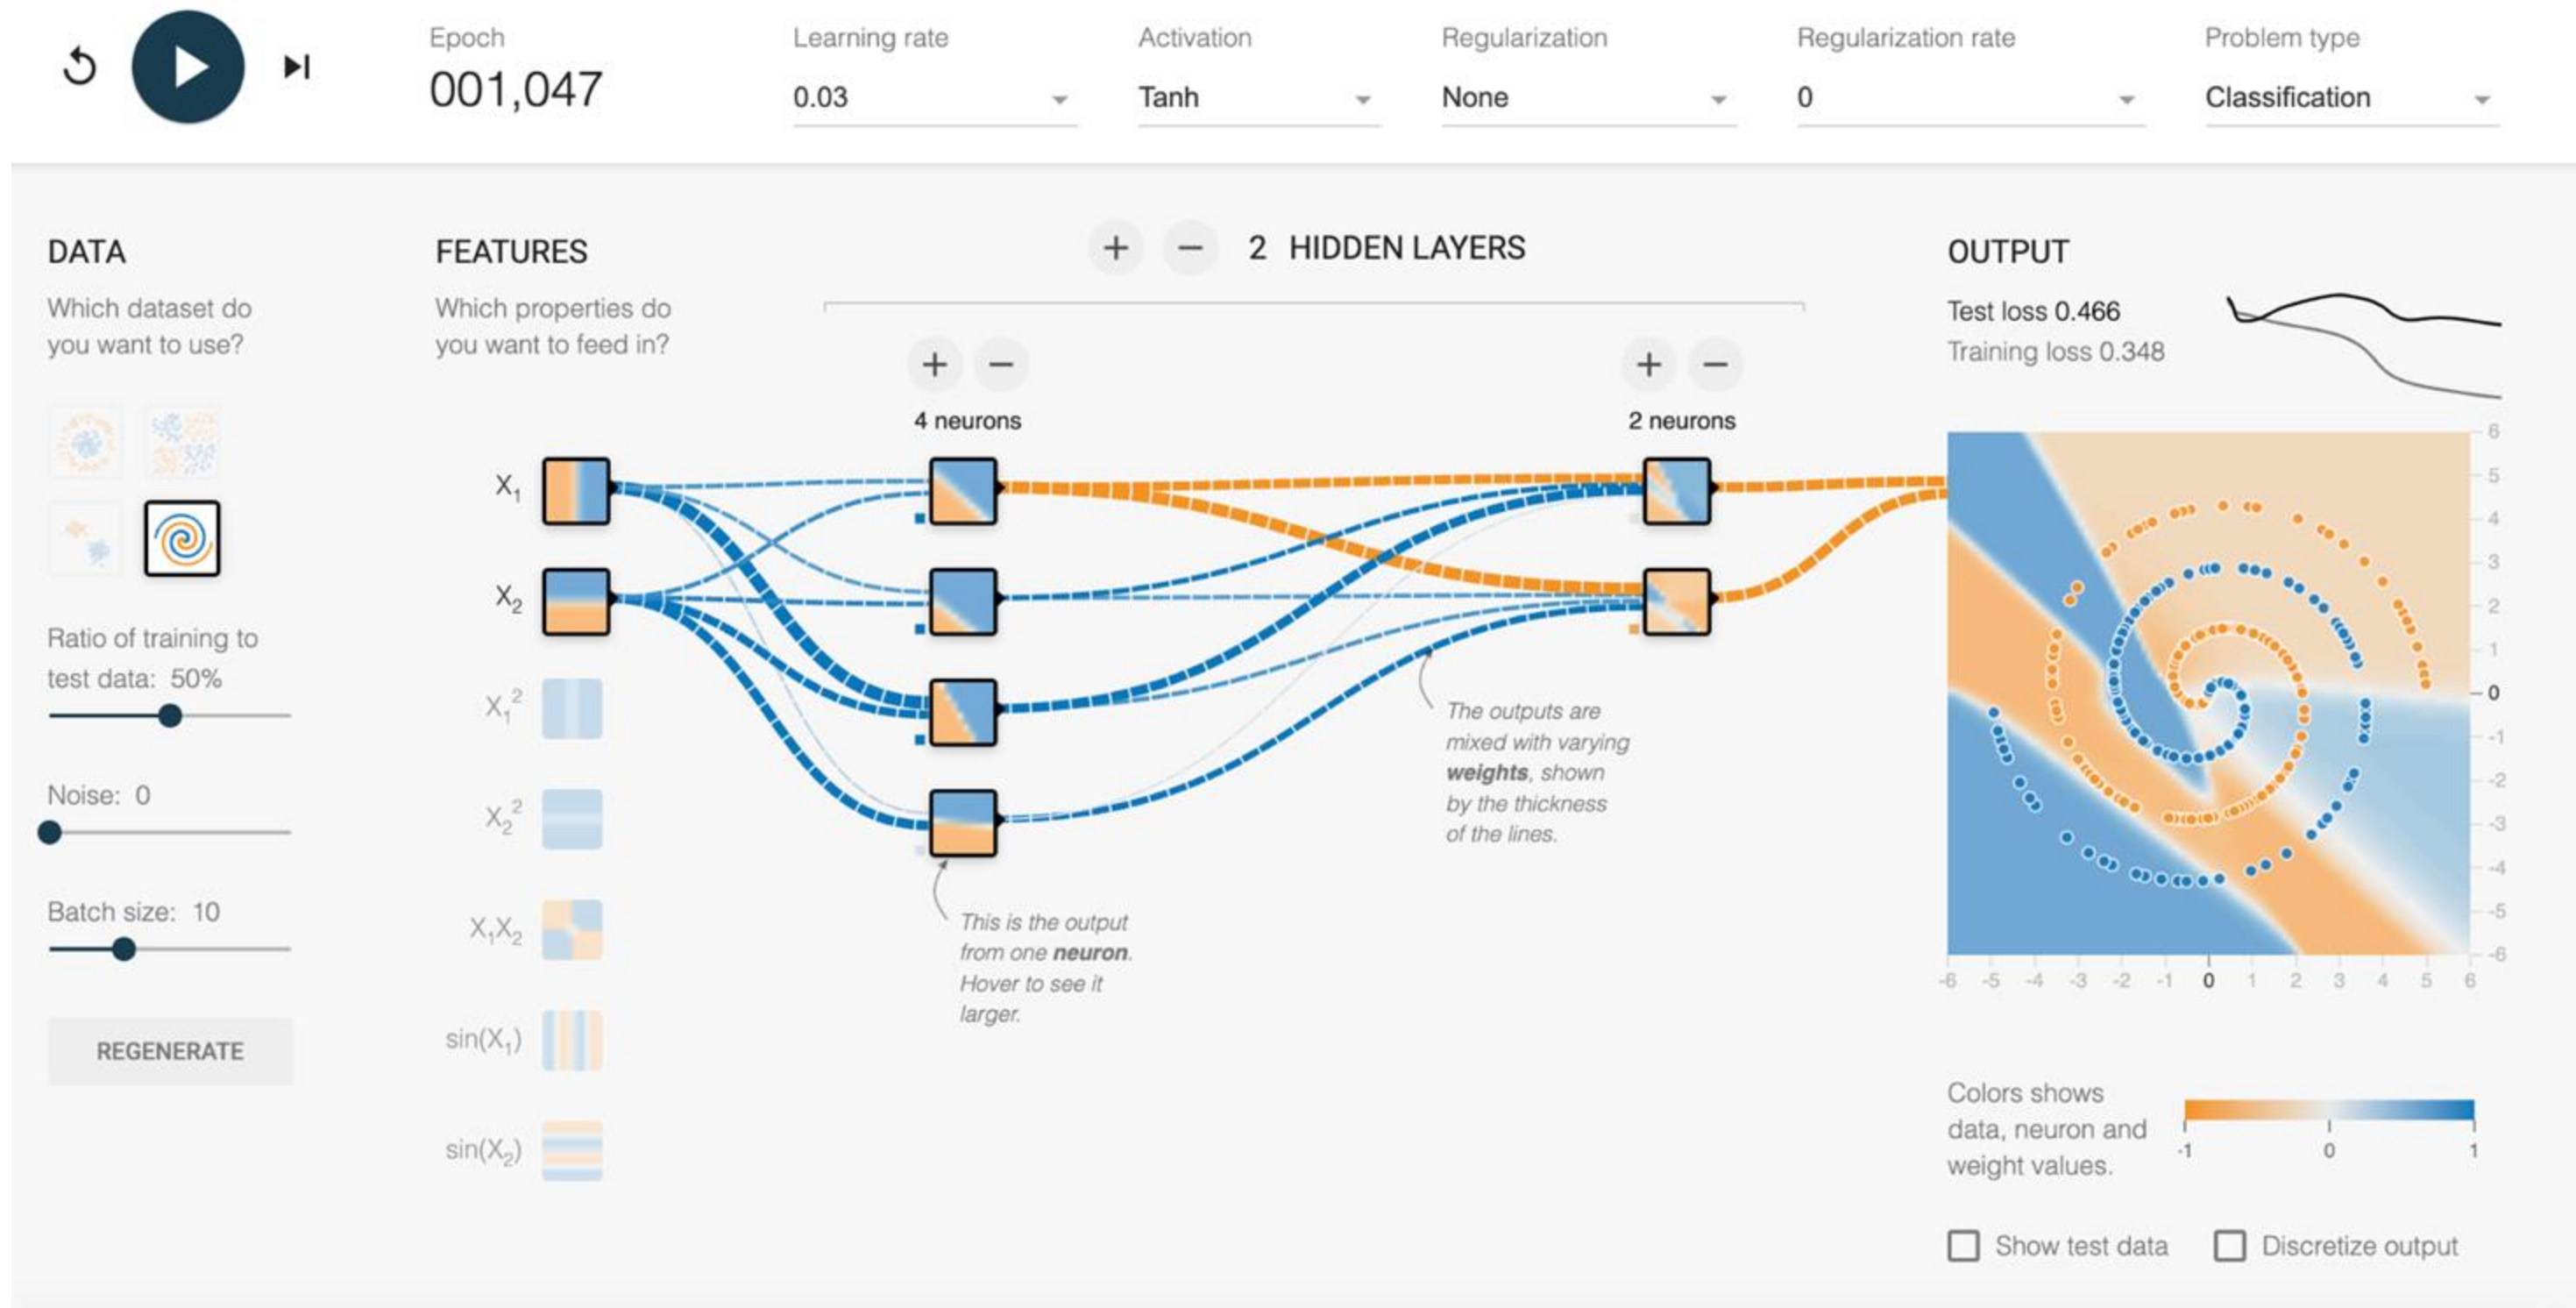 Epoch
001,047
Learning rate
0.03
Activation
Tanh
Regularization
None
Regularization rate
0
Problem type
Classification
DATA
Which dataset do
you want to use?
Ratio of training to
test data: 50%
Noise: 0
Batch size: 10
REGENERATE
FEATURES
Which properties do
you want to feed in?
X₁
X₂
X₁²
X₂²
X₁X₂
sin(X₁)
sin(X₂)
+ − 2 HIDDEN LAYERS
+ −
4 neurons
+ −
2 neurons
This is the output
from one neuron.
Hover to see it
larger.
The outputs are
mixed with varying
weights, shown
by the thickness
of the lines.
OUTPUT
Test loss 0.466
Training loss 0.348
6
5
4
3
2
1
0
-1
-2
-3
-4
-5
-6
-6 -5 -4 -3 -2 -1 0 1 2 3 4 5 6
Colors shows
data, neuron and
weight values.
-1 0 1
Show test data
Discretize output